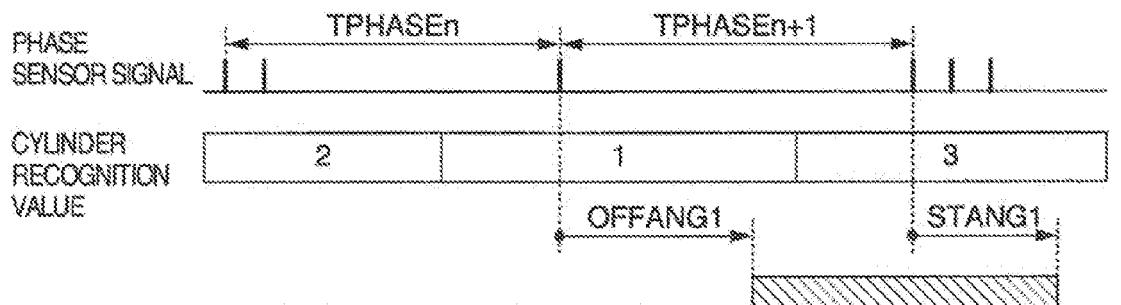 TPHASEn TPHASEn+1
PHASE
SENSOR SIGNAL
CYLINDER
RECOGNITION
VALUE
2 1 3
OFFANG1 STANG1